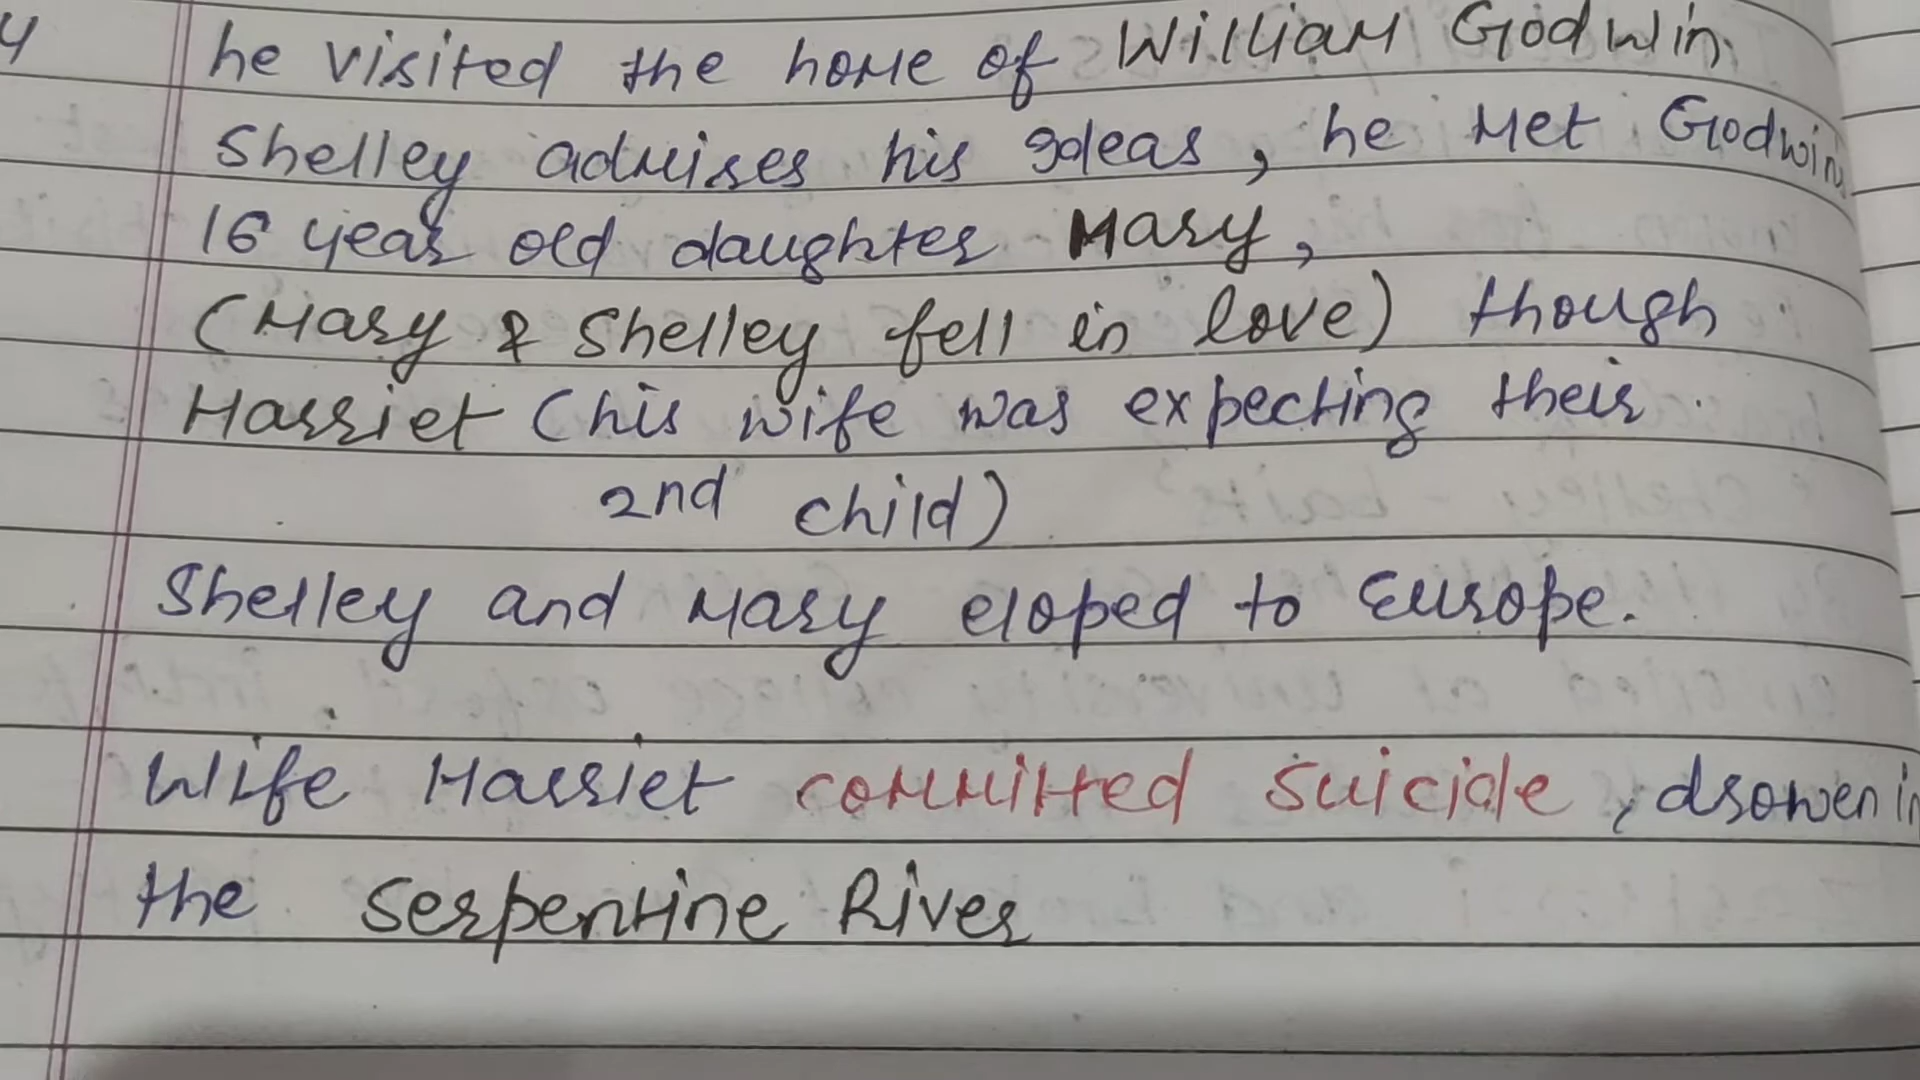 4 he visited the home of William Godwin.
Shelley admires his Ideas, he met Godwin
16 year old daughter Mary,
(Mary & Shelley fell in love) though
Harriet (his wife was expecting their
2nd child)
Shelley and Mary eloped to Europe.
Wife Harriet committed suicide, drowen in
the Serpentine River